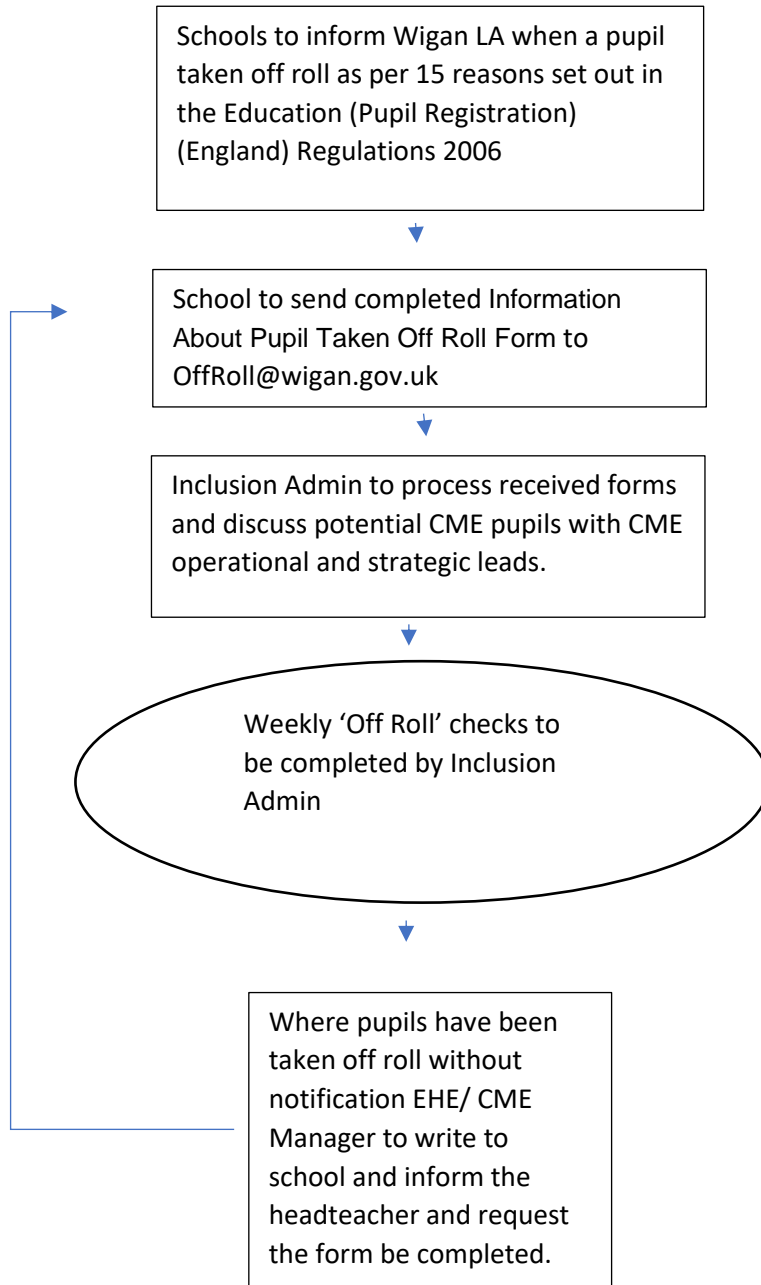 Schools to inform Wigan LA when a pupil
taken off roll as per 15 reasons set out in
the Education (Pupil Registration)
(England) Regulations 2006
School to send completed Information
About Pupil Taken Off Roll Form to
OffRoll@wigan.gov.uk
Inclusion Admin to process received forms
and discuss potential CME pupils with CME
operational and strategic leads.
Weekly ‘Off Roll’ checks to
be completed by Inclusion
Admin
Where pupils have been
taken off roll without
notification EHE/ CME
Manager to write to
school and inform the
headteacher and request
the form be completed.